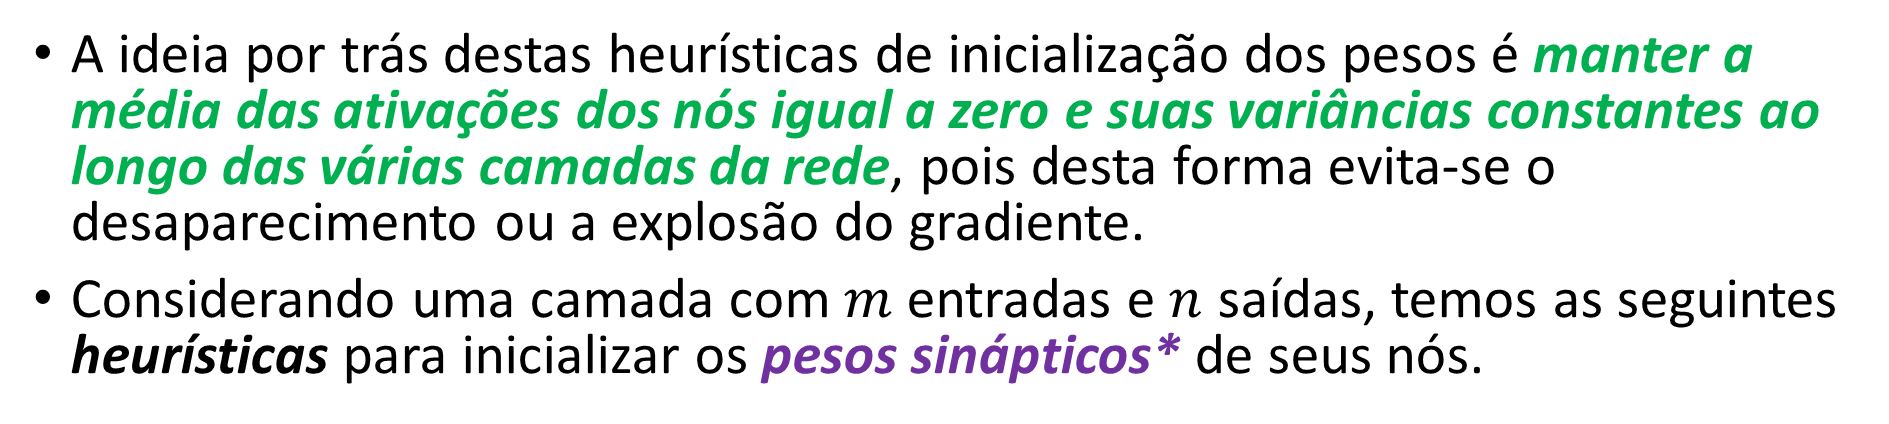 • A ideia por trás destas heurísticas de inicialização dos pesos é manter a
média das ativações dos nós igual a zero e suas variâncias constantes ao
longo das várias camadas da rede, pois desta forma evita-se o
desaparecimento ou a explosão do gradiente.
• Considerando uma camada com m entradas e n saídas, temos as seguintes
heurísticas para inicializar os pesos sinápticos* de seus nós.